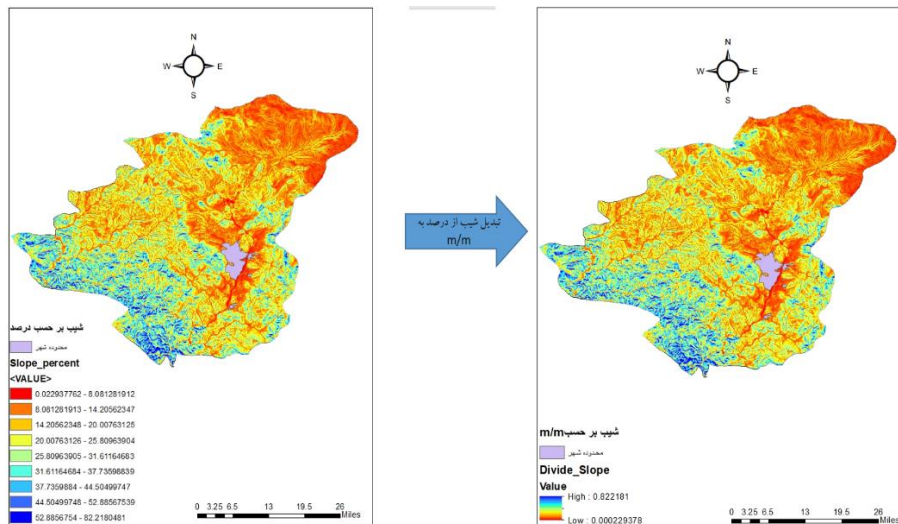 N
W E
S
شیب بر حسب درصد
محدوده شهر
Slope_percent
<VALUE>
0.022937762 - 8.081281912
8.081281913 - 14.20562347
14.20562348 - 20.00763125
20.00763126 - 25.80963904
25.80963905 - 31.61164683
31.61164684 - 37.73598839
37.7359884 - 44.50499747
44.50499748 - 52.88567539
52.8856754 - 82.2180481
0 3.25 6.5 13 19.5 26
Miles
تبدیل شیب از درصد به
m/m
N
W E
S
شیب بر حسب m/m
محدوده شهر
Divide_Slope
Value
High : 0.822181
Low : 0.000229378
0 3.25 6.5 13 19.5 26
Miles